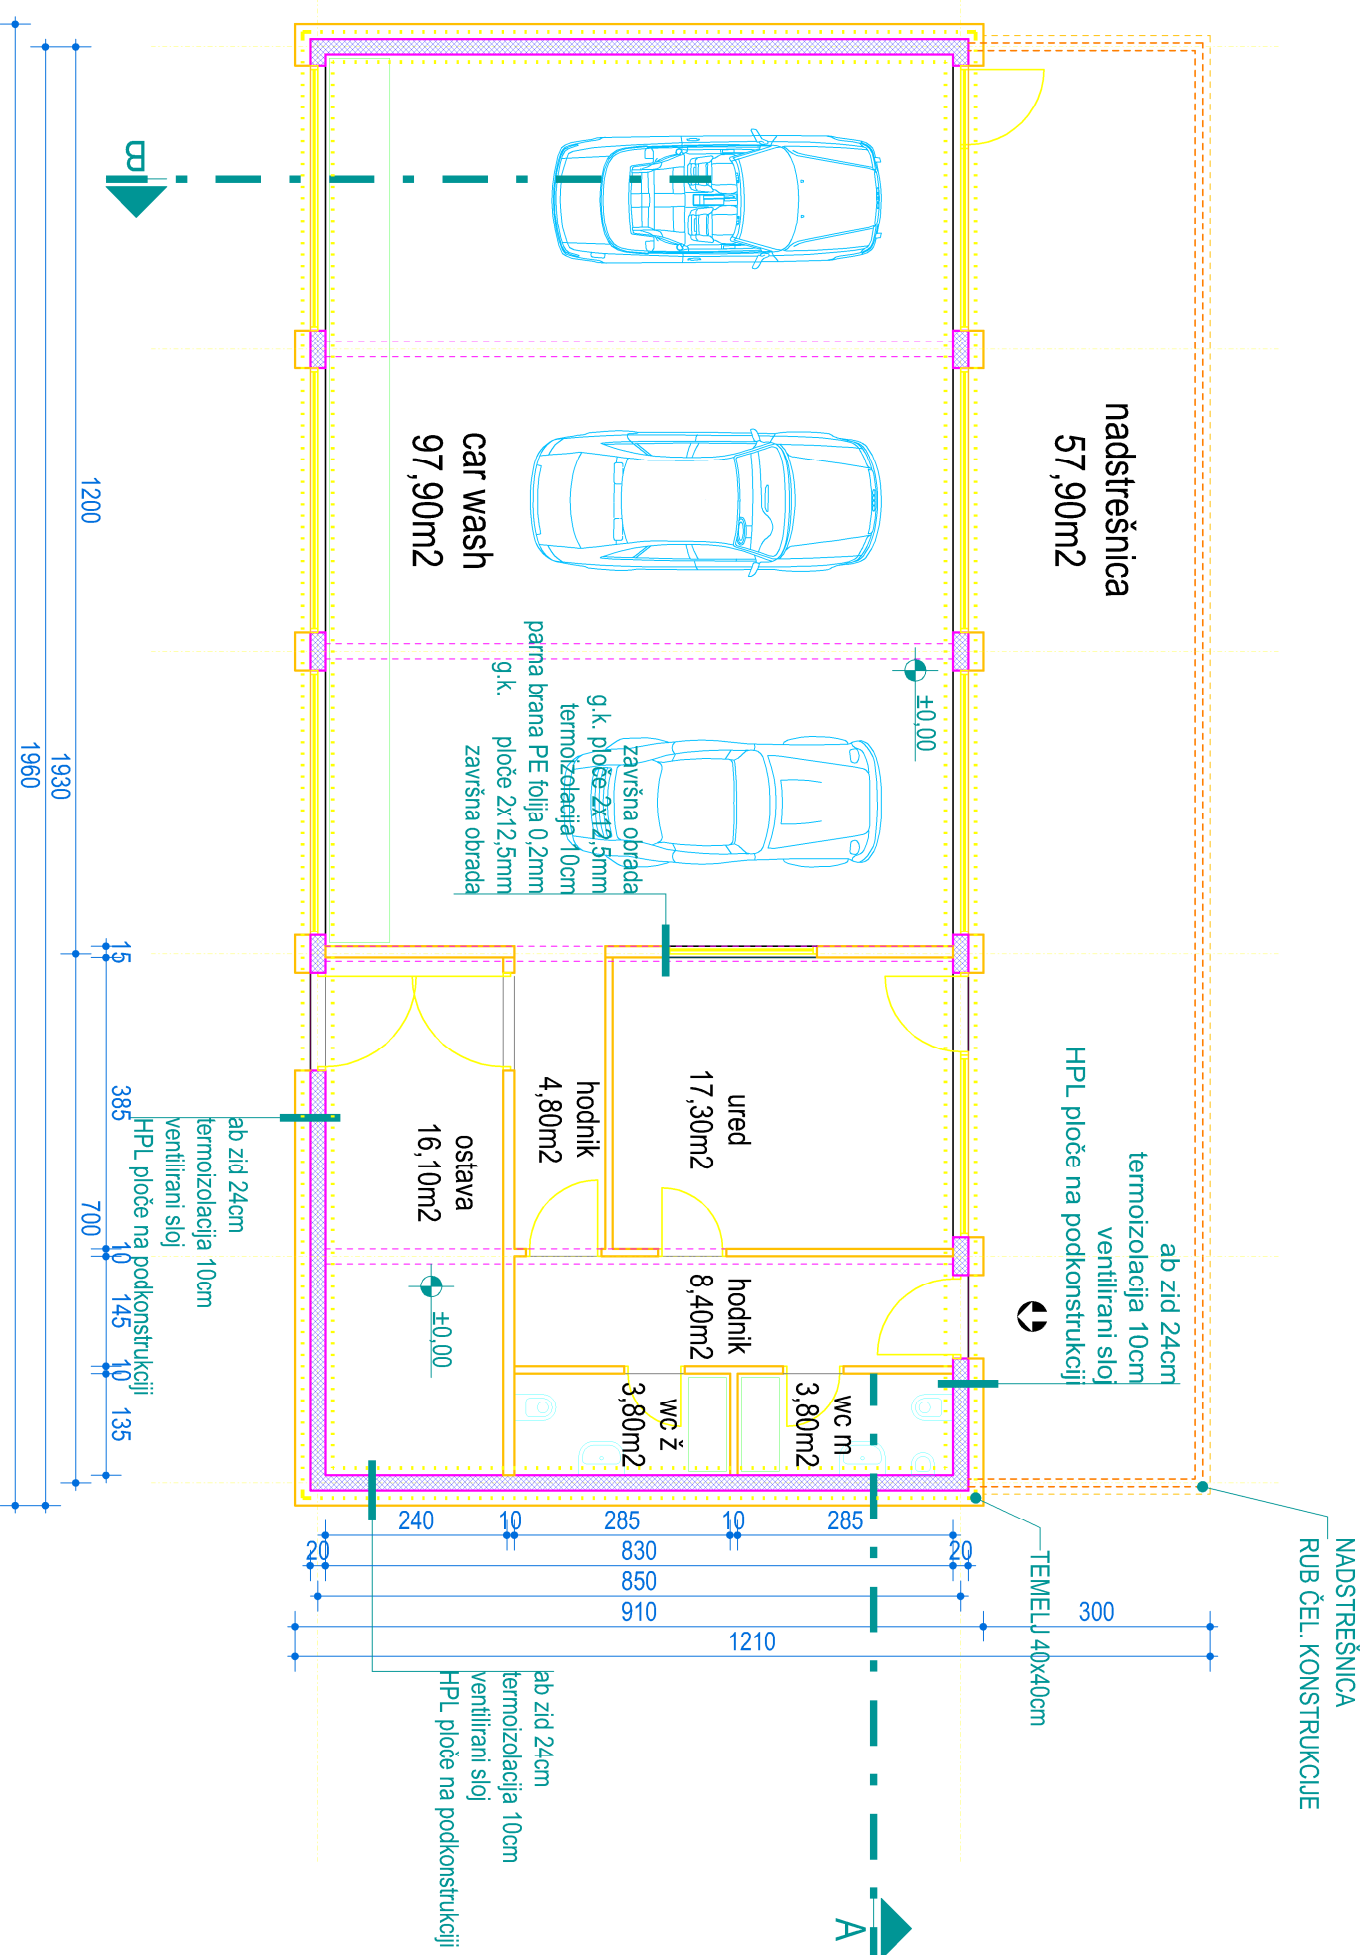 NADSTREŠNICA
RUB ČEL. KONSTRUKCIJE
nadstrešnica
57,90m2
ab zid 24cm
termoizolacija 10cm
ventilirani sloj
HPL ploče na podkonstrukciji
TEMELJ 40x40cm
±0,00
car wash
97,90m2
završna obrada
g.k. ploče 2x12,5mm
termoizolacija 10cm
parna brana PE folija 0,2mm
g.k. ploče 2x12,5mm
završna obrada
ured
17,30m2
hodnik
4,80m2
hodnik
8,40m2
wc m
3,80m2
wc ž
3,80m2
ostava
16,10m2
±0,00
B
A
ab zid 24cm
termoizolacija 10cm
ventilirani sloj
HPL ploče na podkonstrukciji
ab zid 24cm
termoizolacija 10cm
ventilirani sloj
HPL ploče na podkonstrukciji
15
385
10
145
10
135
1200
700
1930
1960
240
10
285
10
285
20
830
20
850
910
300
1210